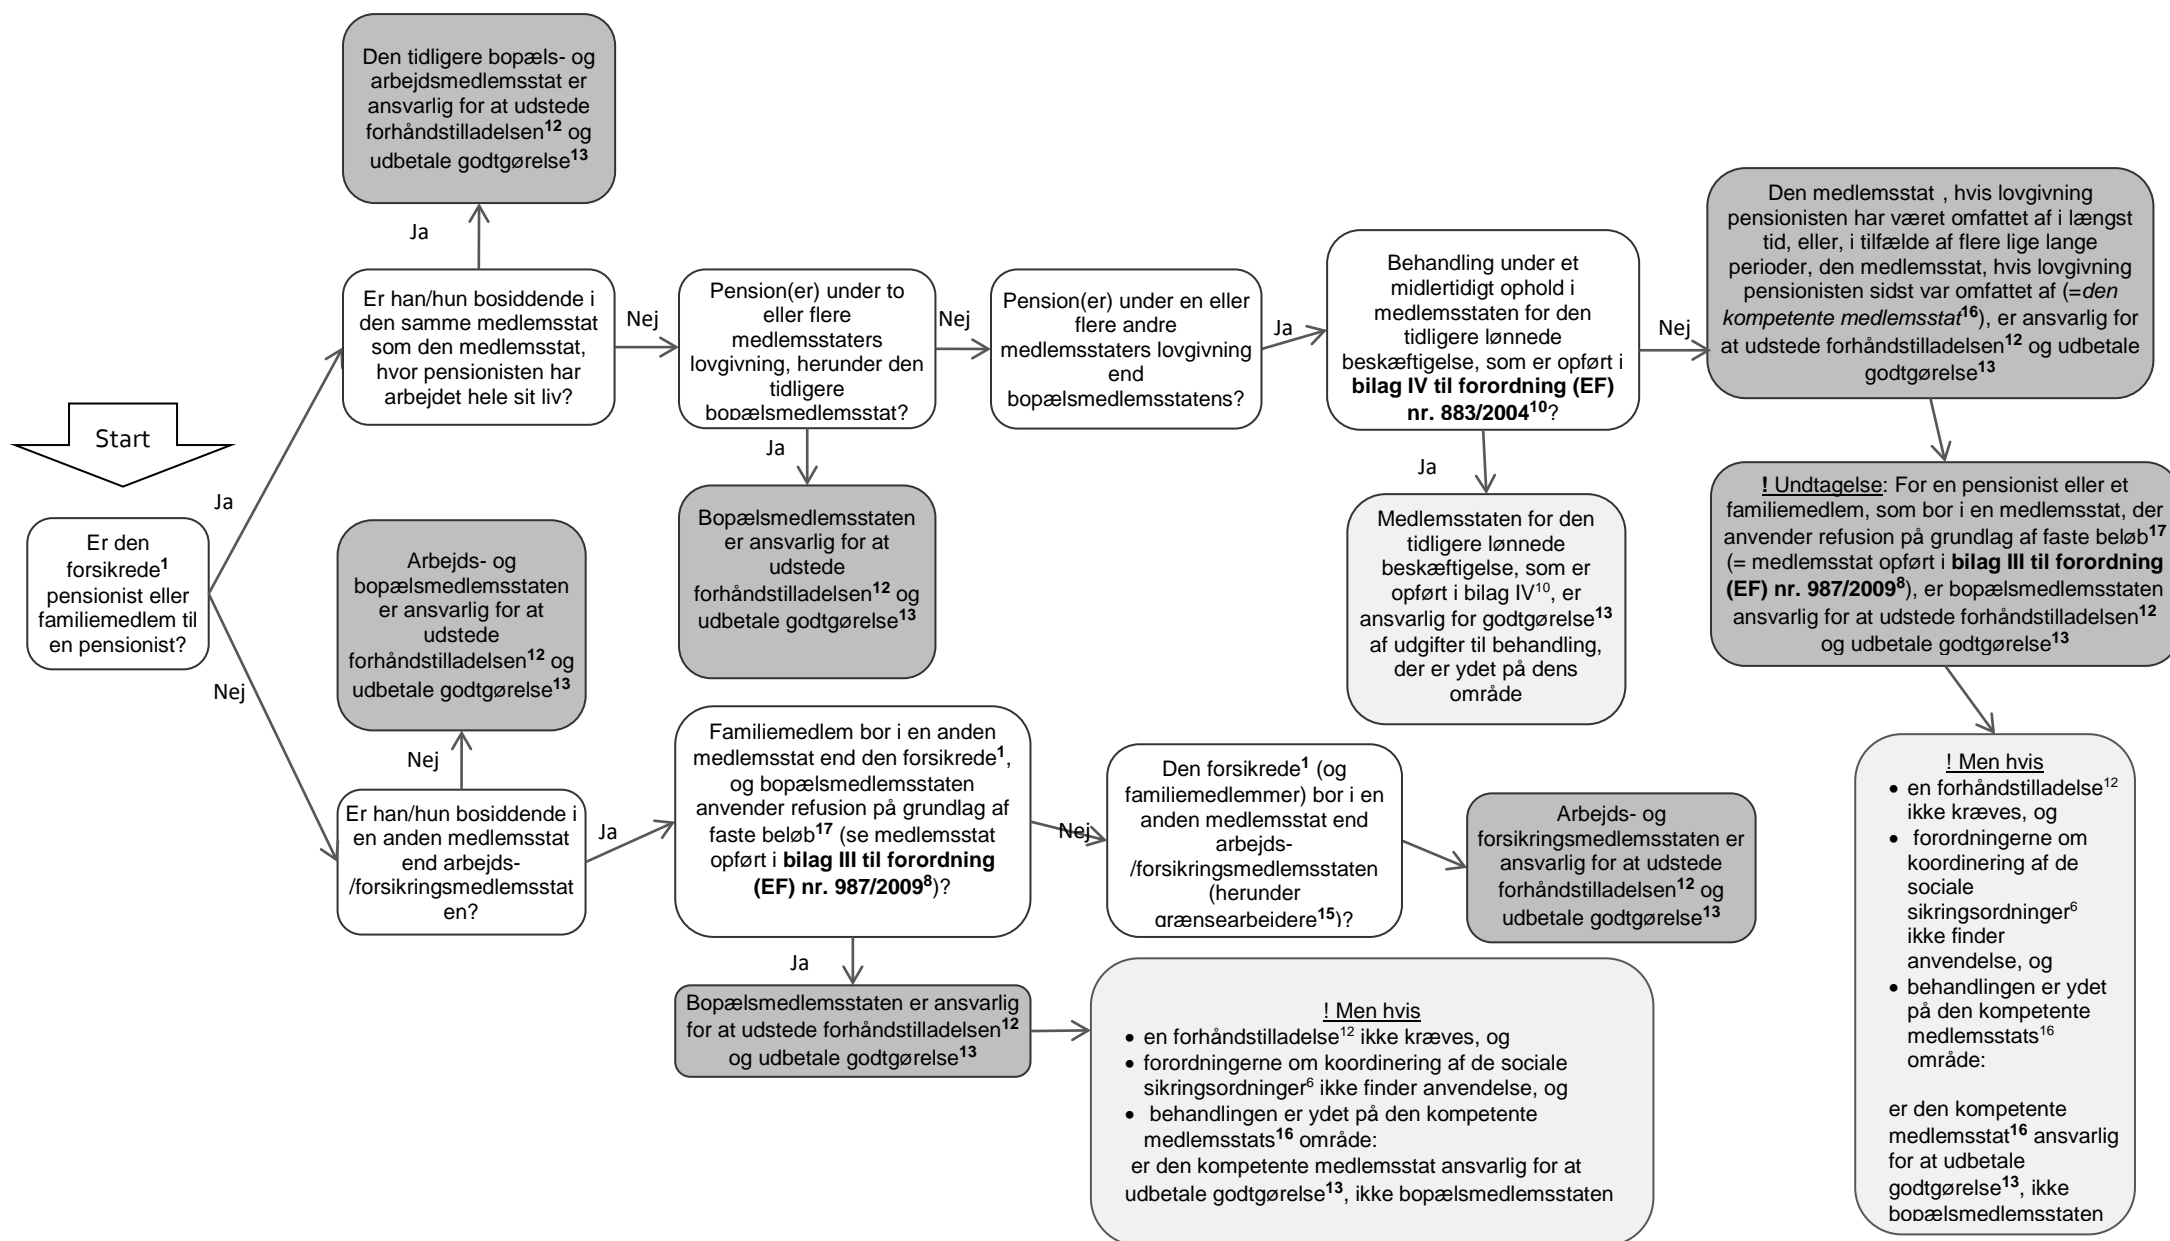 Den tidligere bopæls- og
arbejdsmedlemsstat er
ansvarlig for at udstede
forhåndstilladelsen12 og
udbetale godtgørelse13
Ja
Er han/hun bosiddende i
den samme medlemsstat
som den medlemsstat,
hvor pensionisten har
arbejdet hele sit liv?
Nej
Pension(er) under to
eller flere
medlemsstaters
lovgivning, herunder den
tidligere
bopælsmedlemsstat?
Nej
Pension(er) under en eller
flere andre
medlemsstaters lovgivning
end
bopælsmedlemsstatens?
Ja
Behandling under et
midlertidigt ophold i
medlemsstaten for den
tidligere lønnede
beskæftigelse, som er opført i
bilag IV til forordning (EF)
nr. 883/200410?
Nej
Den medlemsstat , hvis lovgivning
pensionisten har været omfattet af i længst
tid, eller, i tilfælde af flere lige lange
perioder, den medlemsstat, hvis lovgivning
pensionisten sidst var omfattet af (=den
kompetente medlemsstat16), er ansvarlig for
at udstede forhåndstilladelsen12 og udbetale
godtgørelse13
Start
Ja
Er den
forsikrede1
pensionist eller
familiemedlem til
en pensionist?
Nej
Ja
Bopælsmedlemsstaten
er ansvarlig for at
udstede
forhåndstilladelsen12 og
udbetale godtgørelse13
Ja
Medlemsstaten for den
tidligere lønnede
beskæftigelse, som er
opført i bilag IV10, er
ansvarlig for godtgørelse13
af udgifter til behandling,
der er ydet på dens
område
! Undtagelse: For en pensionist eller et
familiemedlem, som bor i en medlemsstat, der
anvender refusion på grundlag af faste beløb17
(= medlemsstat opført i bilag III til forordning
(EF) nr. 987/20098), er bopælsmedlemsstaten
ansvarlig for at udstede forhåndstilladelsen12
og udbetale godtgørelse13
Arbejds- og
bopælsmedlemsstaten
er ansvarlig for at
udstede
forhåndstilladelsen12 og
udbetale godtgørelse13
Nej
Er han/hun bosiddende i
en anden medlemsstat
end arbejds-
/forsikringsmedlemsstat
en?
Ja
Familiemedlem bor i en anden
medlemsstat end den forsikrede1,
og bopælsmedlemsstaten
anvender refusion på grundlag af
faste beløb17 (se medlemsstat
opført i bilag III til forordning
(EF) nr. 987/20098)?
Nej
Den forsikrede1 (og
familiemedlemmer) bor i en
anden medlemsstat end
arbejds-
/forsikringsmedlemsstaten
(herunder
grænsearbejdere15)?
Arbejds- og
forsikringsmedlemsstaten er
ansvarlig for at udstede
forhåndstilladelsen12 og
udbetale godtgørelse13
Ja
Bopælsmedlemsstaten er ansvarlig
for at udstede forhåndstilladelsen12
og udbetale godtgørelse13
! Men hvis
• en forhåndstilladelse12 ikke kræves, og
• forordningerne om koordinering af de sociale
sikringsordninger6 ikke finder anvendelse, og
• behandlingen er ydet på den kompetente
medlemsstats16 område:
er den kompetente medlemsstat ansvarlig for at
udbetale godtgørelse13, ikke bopælsmedlemsstaten
! Men hvis
• en forhåndstilladelse12
ikke kræves, og
• forordningerne om
koordinering af de
sociale
sikringsordninger6
ikke finder
anvendelse, og
• behandlingen er ydet
på den kompetente
medlemsstats16
område:
er den kompetente
medlemsstat16 ansvarlig
for at udbetale
godtgørelse13, ikke
bopælsmedlemsstaten